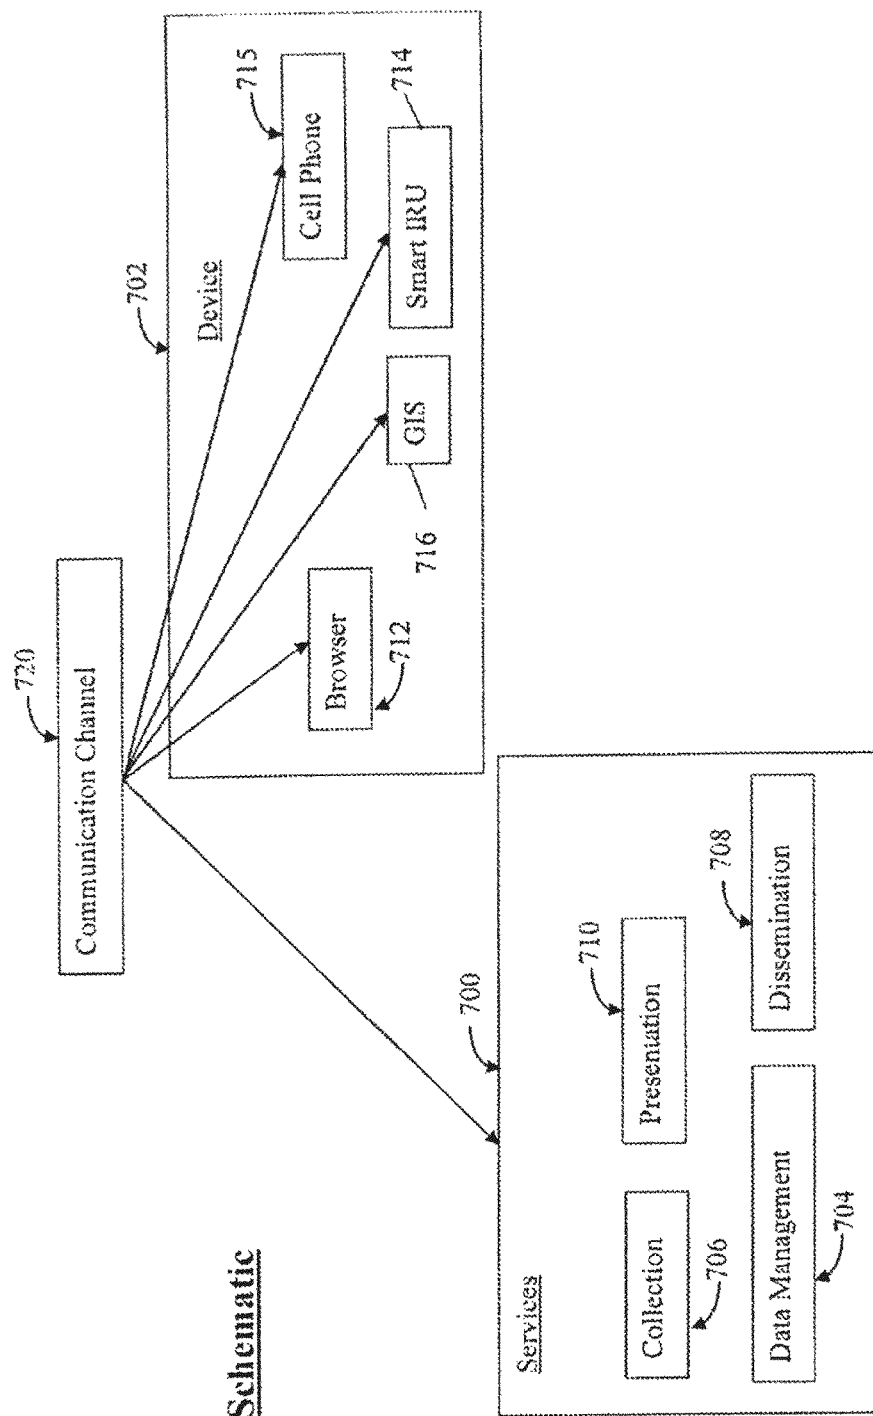 Schematic
720
Communication Channel
702
Device
715
Cell Phone
714
Smart IRU
GIS
716
Browser
712
700
Services
710
Presentation
Collection
706
708
Dissemination
Data Management
704